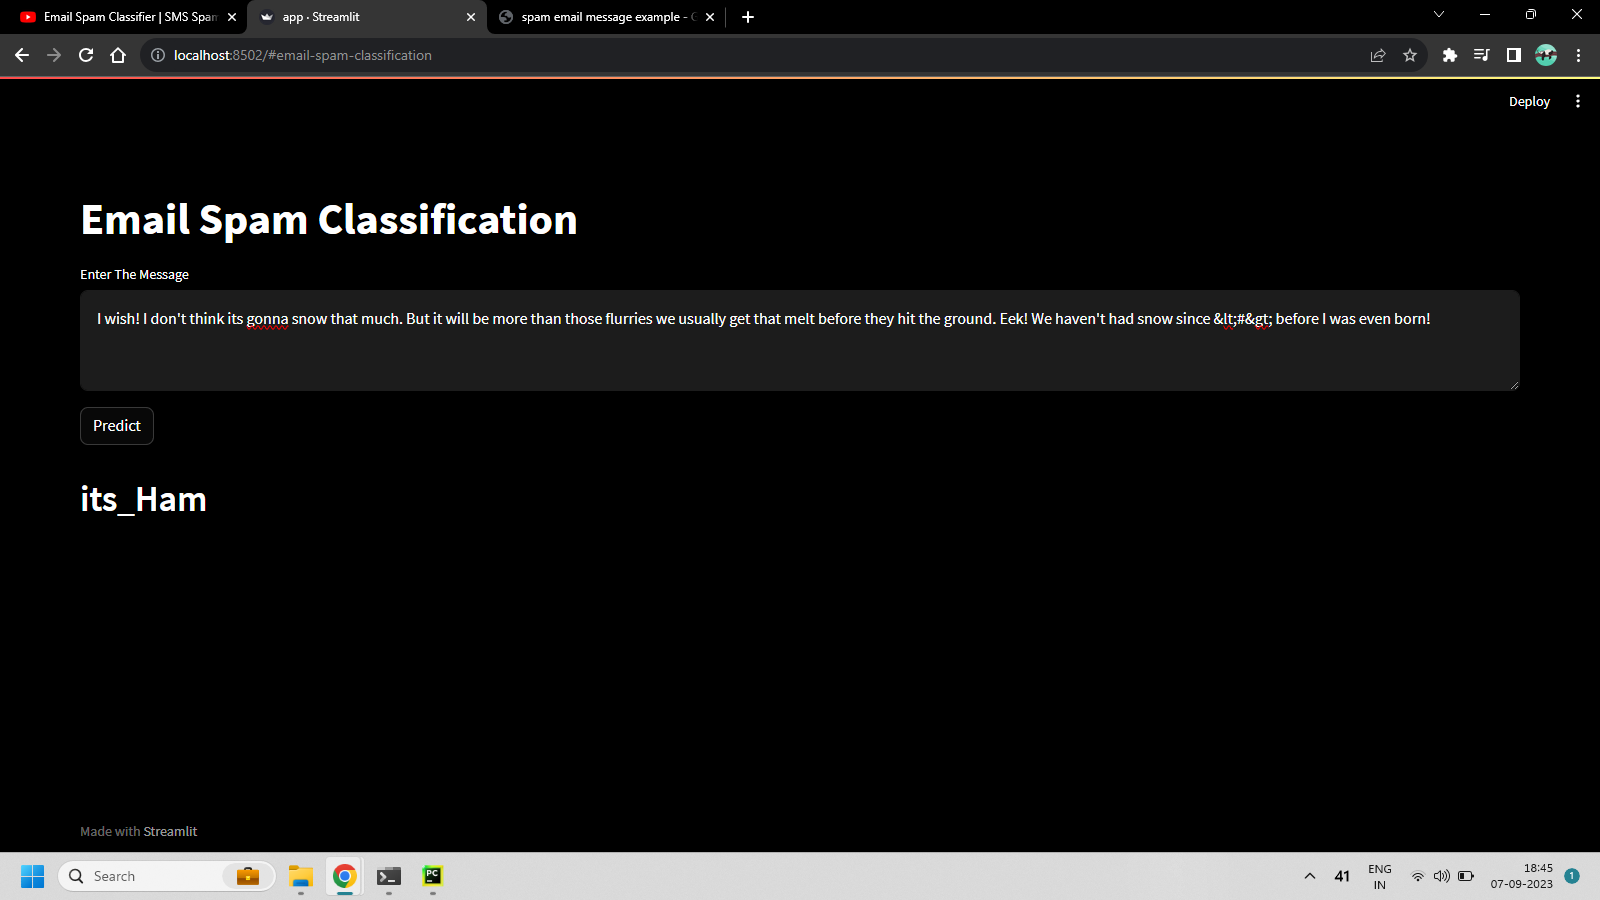 Email Spam Classifier | SMS Spam
app · Streamlit
spam email message example - G
localhost:8502/#email-spam-classification
Deploy
Email Spam Classification
Enter The Message
I wish! I don't think its gonna snow that much. But it will be more than those flurries we usually get that melt before they hit the ground. Eek! We haven't had snow since &lt;#&gt; before I was even born!
Predict
its_Ham
Made with Streamlit
Search
PC
41
ENG
IN
18:45
07-09-2023
1